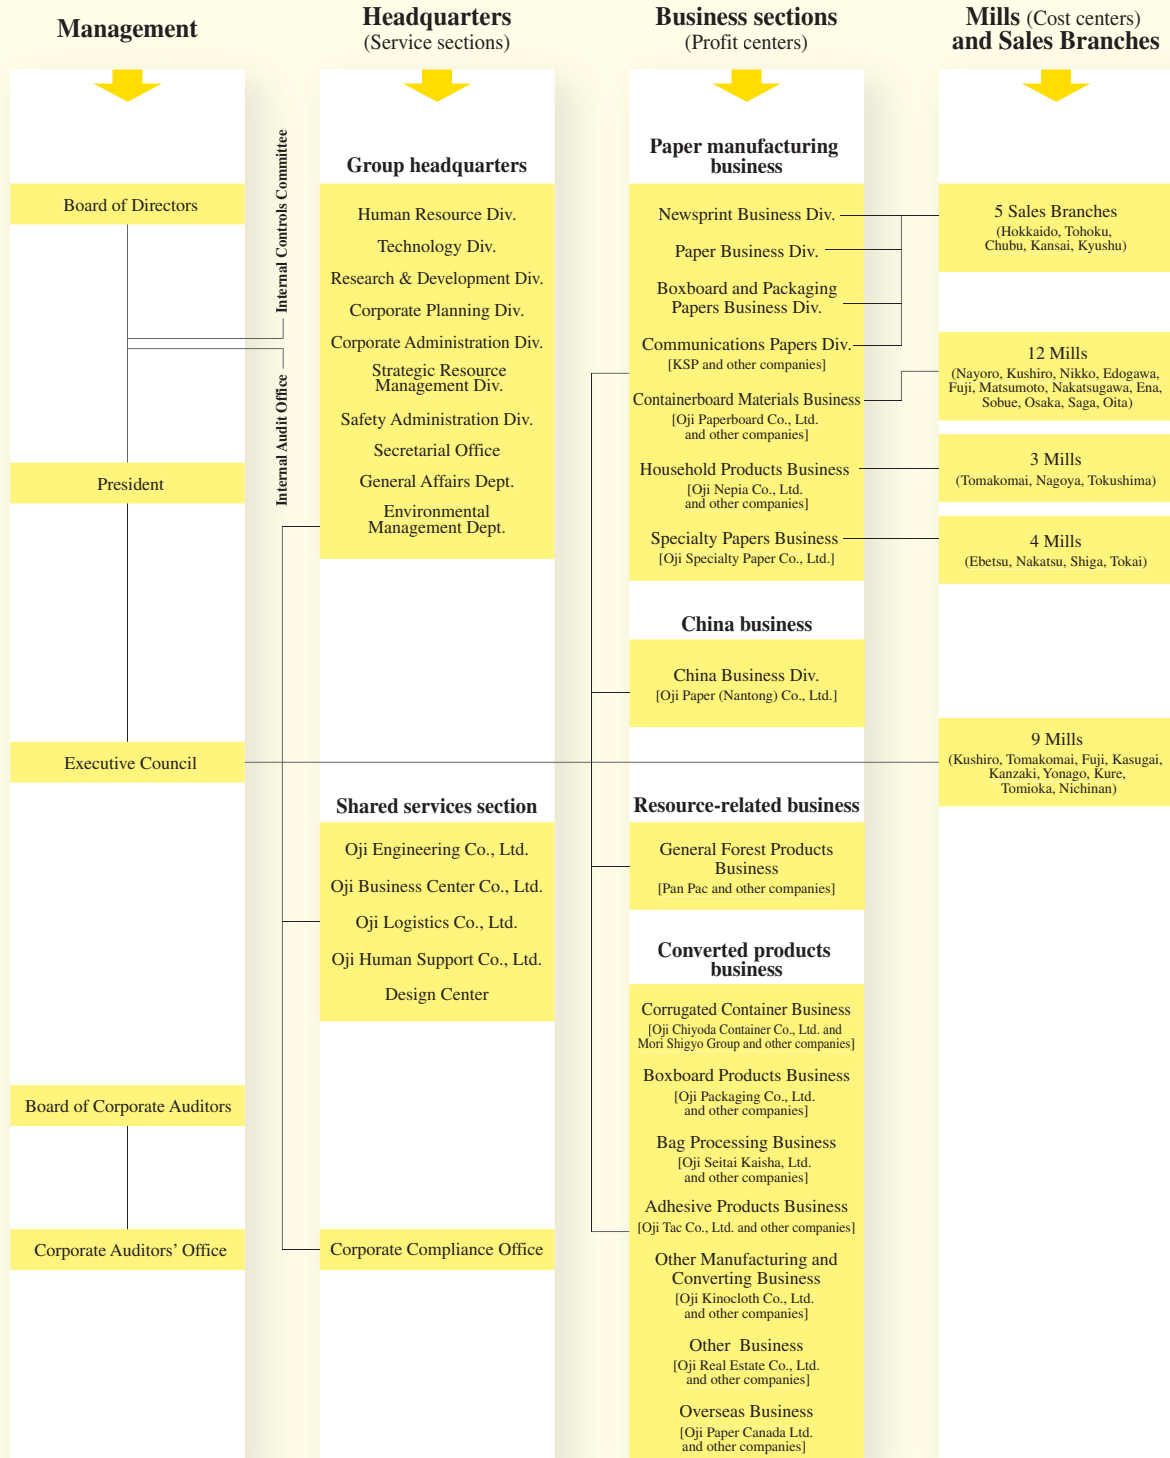 Management
Headquarters
(Service sections)
Business sections
(Profit centers)
Mills (Cost centers)
and Sales Branches
Board of Directors
President
Executive Council
Board of Corporate Auditors
Corporate Auditors’ Office
Internal Controls Committee
Internal Audit Office
Group headquarters
Human Resource Div.
Technology Div.
Research & Development Div.
Corporate Planning Div.
Corporate Administration Div.
Strategic Resource
Management Div.
Safety Administration Div.
Secretarial Office
General Affairs Dept.
Environmental
Management Dept.
Shared services section
Oji Engineering Co., Ltd.
Oji Business Center Co., Ltd.
Oji Logistics Co., Ltd.
Oji Human Support Co., Ltd.
Design Center
Corporate Compliance Office
Paper manufacturing
business
Newsprint Business Div.
Paper Business Div.
Boxboard and Packaging
Papers Business Div.
Communications Papers Div.
[KSP and other companies]
Containerboard Materials Business
[Oji Paperboard Co., Ltd.
and other companies]
Household Products Business
[Oji Nepia Co., Ltd.
and other companies]
Specialty Papers Business
[Oji Specialty Paper Co., Ltd.]
China business
China Business Div.
[Oji Paper (Nantong) Co., Ltd.]
Resource-related business
General Forest Products
Business
[Pan Pac and other companies]
Converted products
business
Corrugated Container Business
[Oji Chiyoda Container Co., Ltd. and
Mori Shigyo Group and other companies]
Boxboard Products Business
[Oji Packaging Co., Ltd.
and other companies]
Bag Processing Business
[Oji Seitai Kaisha, Ltd.
and other companies]
Adhesive Products Business
[Oji Tac Co., Ltd. and other companies]
Other Manufacturing and
Converting Business
[Oji Kinocloth Co., Ltd.
and other companies]
Other Business
[Oji Real Estate Co., Ltd.
and other companies]
Overseas Business
[Oji Paper Canada Ltd.
and other companies]
5 Sales Branches
(Hokkaido, Tohoku,
Chubu, Kansai, Kyushu)
12 Mills
(Nayoro, Kushiro, Nikko, Edogawa,
Fuji, Matsumoto, Nakatsugawa, Ena,
Sobue, Osaka, Saga, Oita)
3 Mills
(Tomakomai, Nagoya, Tokushima)
4 Mills
(Ebetsu, Nakatsu, Shiga, Tokai)
9 Mills
(Kushiro, Tomakomai, Fuji, Kasugai,
Kanzaki, Yonago, Kure,
Tomioka, Nichinan)